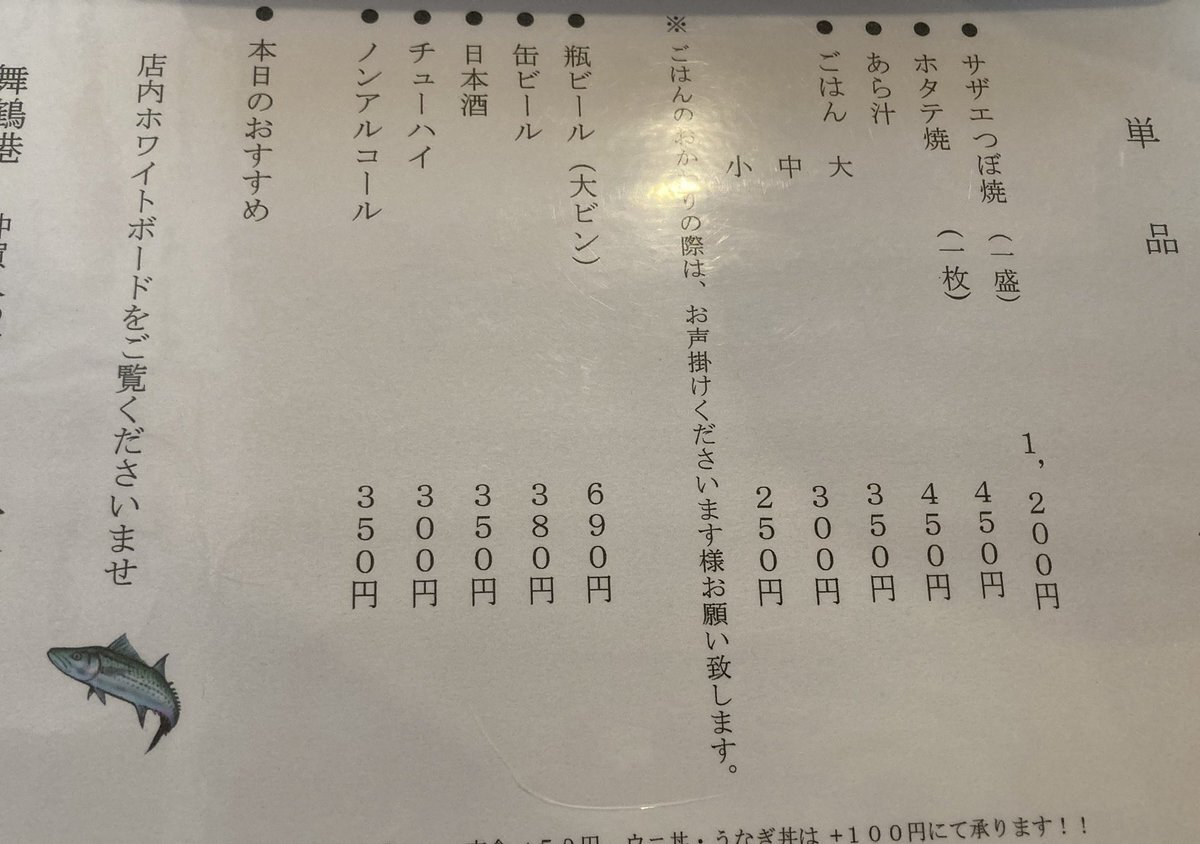 単品
●サザエつぼ焼（一盛） 1,200円
●ホタテ焼（一枚） 450円
●あら汁 450円
●ごはん 大 350円
中 300円
小 250円
※ごはんのおかわりの際は、お声掛けくださいます様お願い致します。
●瓶ビール（大ビン） 690円
●缶ビール 380円
●日本酒 350円
●チューハイ 300円
●ノンアルコール 350円
●本日のおすすめ
店内ホワイトボードをご覧くださいませ
舞鶴港
ウニ丼・うなぎ丼は +100円にて承ります！！